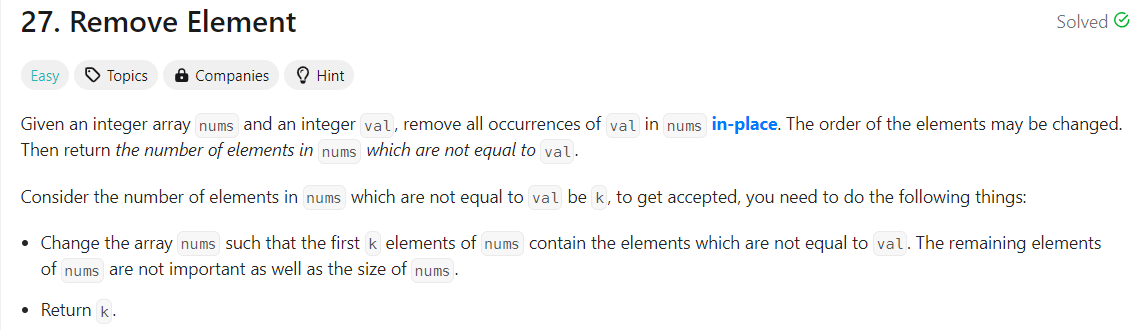 27. Remove Element
Solved
Easy
Topics
Companies
Hint
Given an integer array nums and an integer val, remove all occurrences of val in nums in-place. The order of the elements may be changed.
Then return the number of elements in nums which are not equal to val.
Consider the number of elements in nums which are not equal to val be k, to get accepted, you need to do the following things:
• Change the array nums such that the first k elements of nums contain the elements which are not equal to val. The remaining elements
of nums are not important as well as the size of nums.
• Return k.